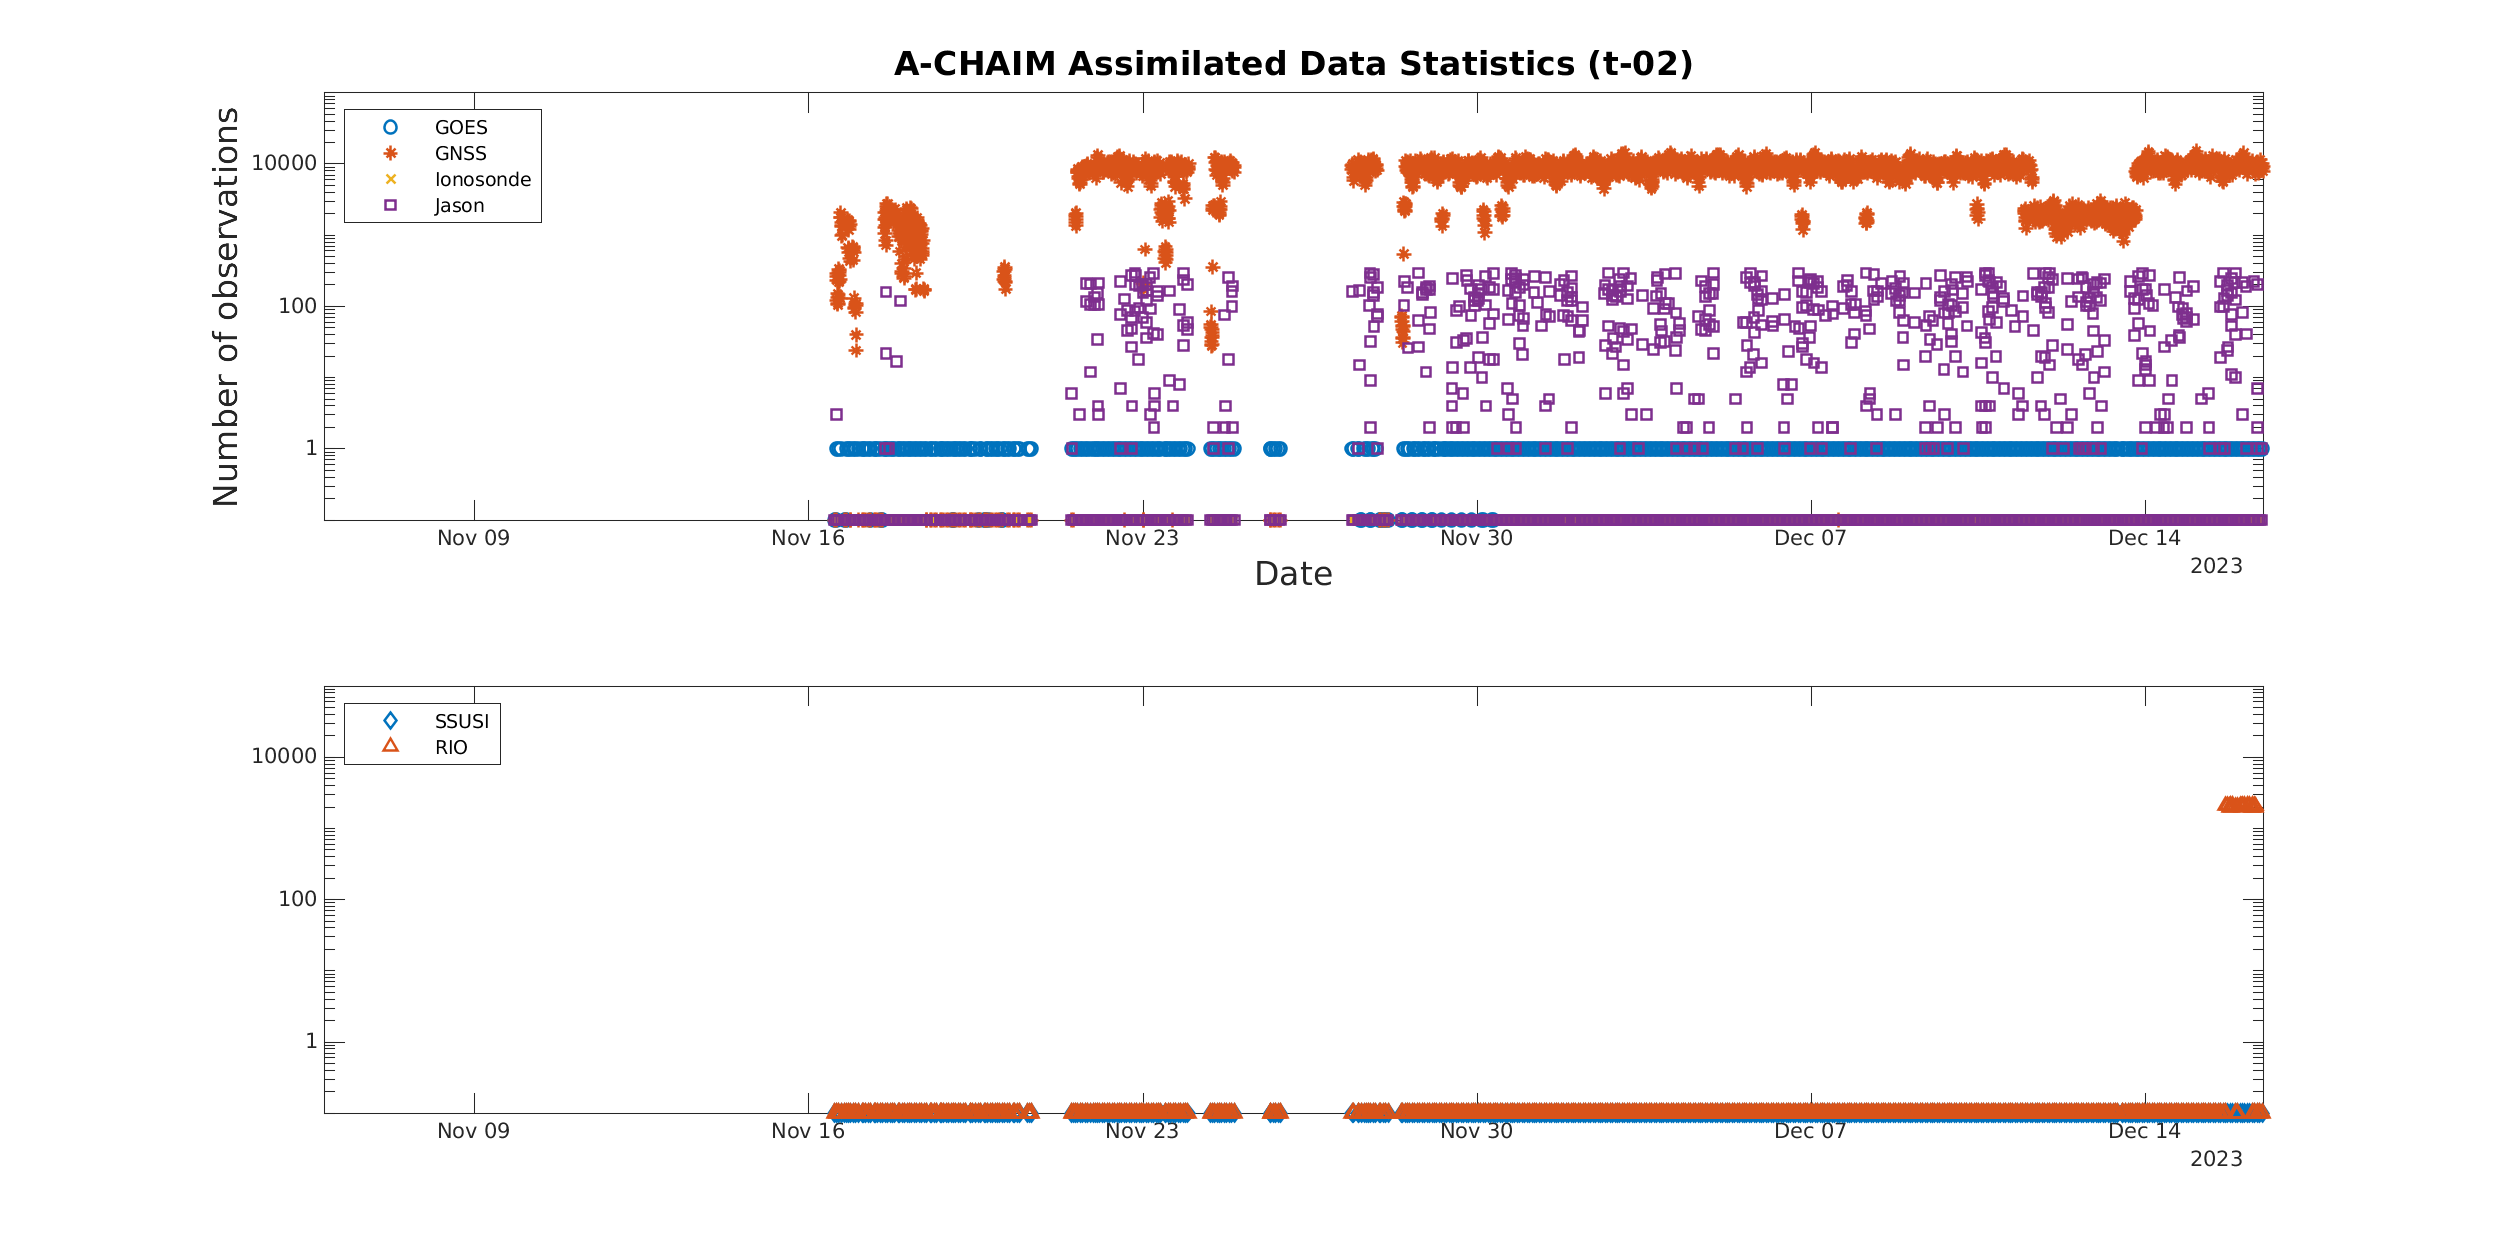 A-CHAIM Assimilated Data Statistics (t-02)
Number of observations
10000
100
1
GOES
GNSS
Ionosonde
Jason
Nov 09 Nov 16 Nov 23 Nov 30 Dec 07 Dec 14
2023
Date
10000
100
1
SSUSI
RIO
Nov 09 Nov 16 Nov 23 Nov 30 Dec 07 Dec 14
2023